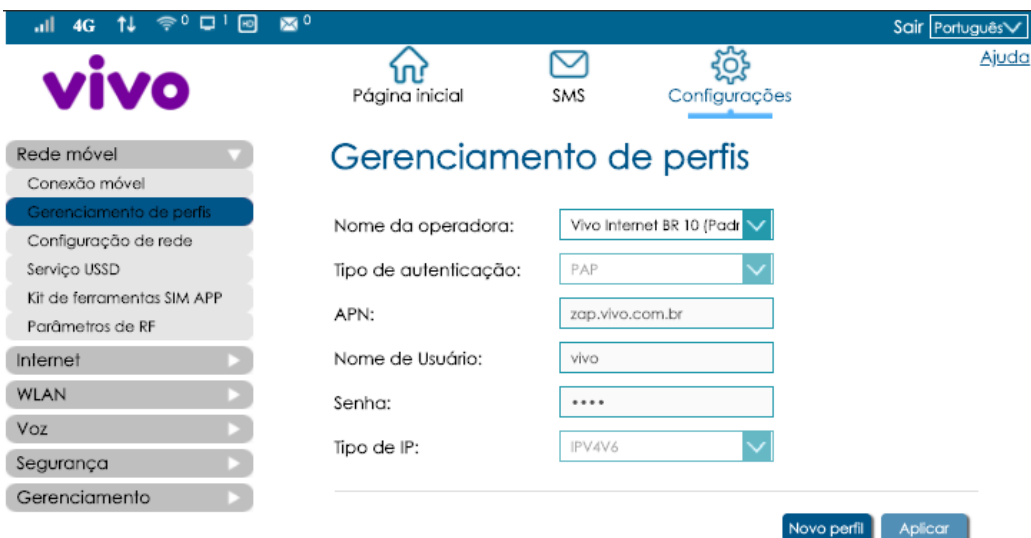 4G 0 1 HD 0 Sair Português
vivo
Página inicial SMS Configurações Ajuda
Rede móvel
Conexão móvel
Gerenciamento de perfis
Configuração de rede
Serviço USSD
Kit de ferramentas SIM APP
Parâmetros de RF
Internet
WLAN
Voz
Segurança
Gerenciamento
Gerenciamento de perfis
Nome da operadora: Vivo Internet BR 10 (Padr
Tipo de autenticação: PAP
APN: zap.vivo.com.br
Nome de Usuário: vivo
Senha: ••••
Tipo de IP: IPV4V6
Novo perfil Aplicar